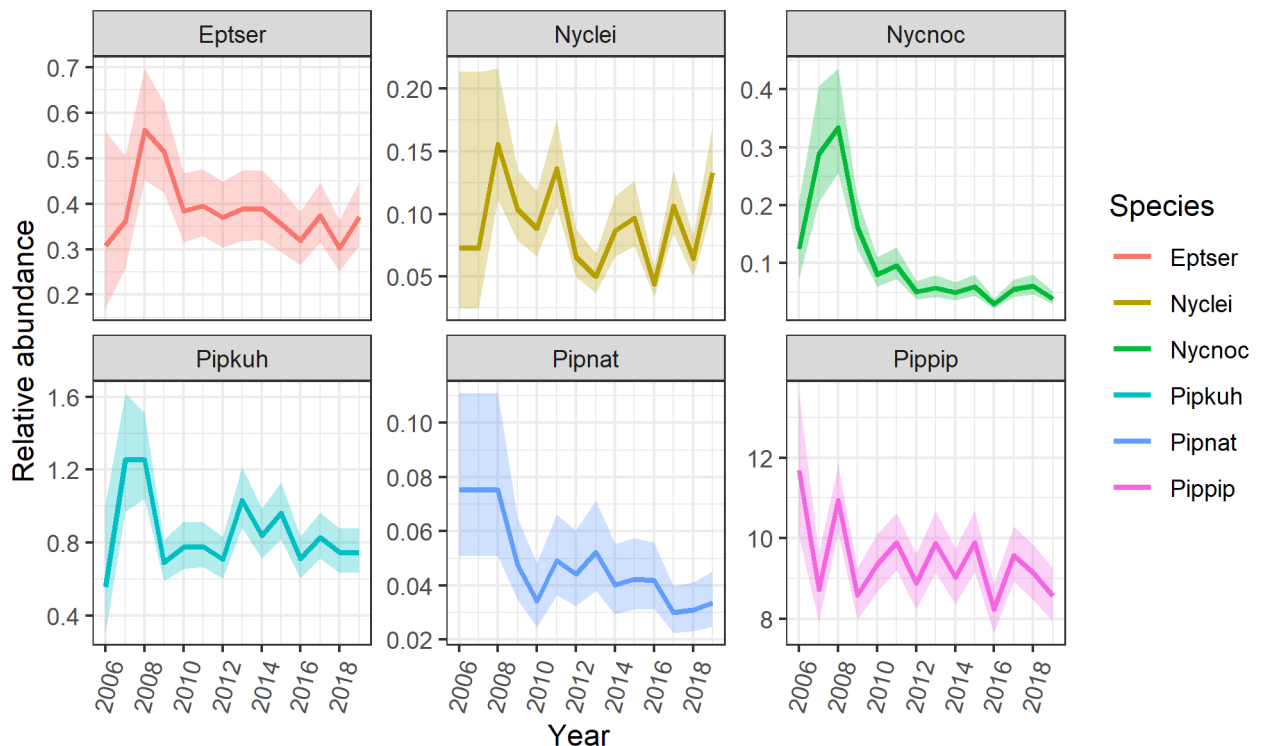 Eptser Nyclei Nycnoc
0.7
0.6
0.5
0.4
0.3
0.2
0.20
0.15
0.10
0.05
0.4
0.3
0.2
0.1
Pipkuh Pipnat Pippip
1.6
1.2
0.8
0.4
0.10
0.08
0.06
0.04
0.02
12
10
8
2006 2008 2010 2012 2014 2016 2018
2006 2008 2010 2012 2014 2016 2018
2006 2008 2010 2012 2014 2016 2018
Relative abundance
Year
Species
Eptser
Nyclei
Nycnoc
Pipkuh
Pipnat
Pippip